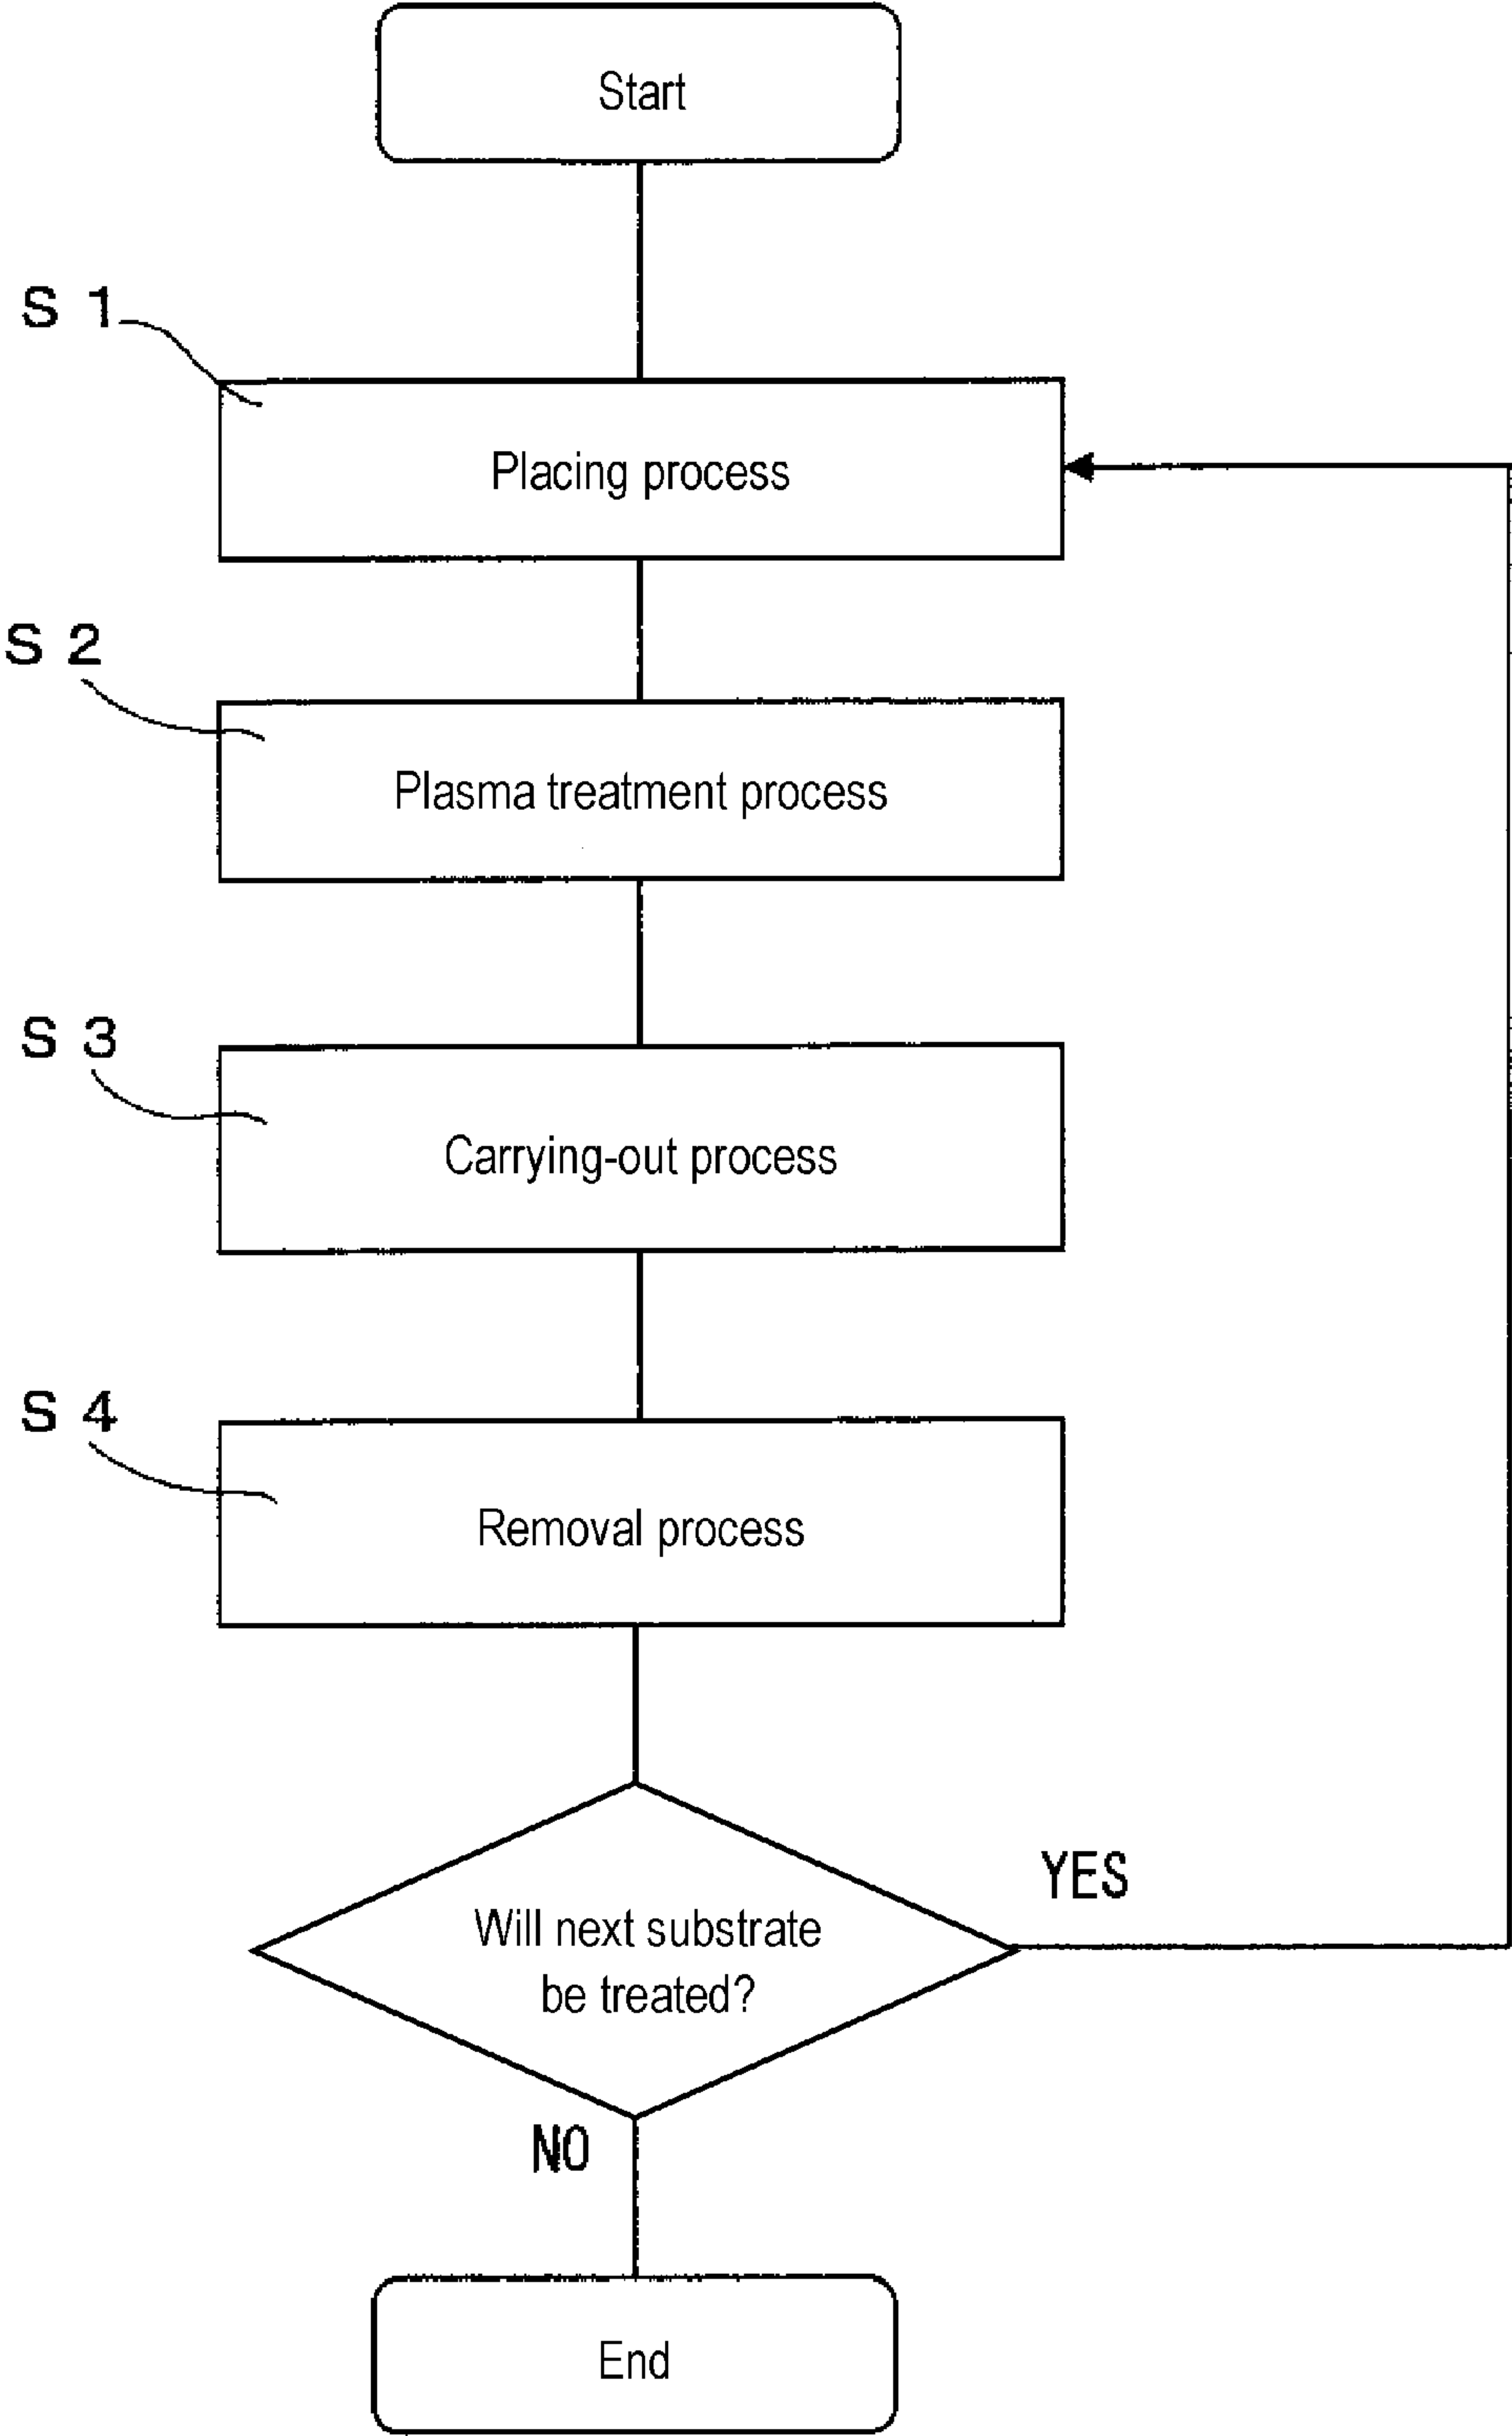 Start
S 1
Placing process
S 2
Plasma treatment process
S 3
Carrying-out process
S 4
Removal process
YES
Will next substrate
be treated?
NO
End